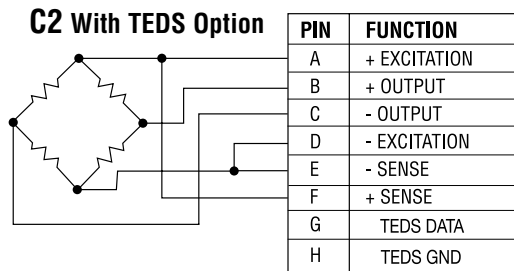 C2 With TEDS Option
PIN FUNCTION
A + EXCITATION
B + OUTPUT
C - OUTPUT
D - EXCITATION
E - SENSE
F + SENSE
G TEDS DATA
H TEDS GND